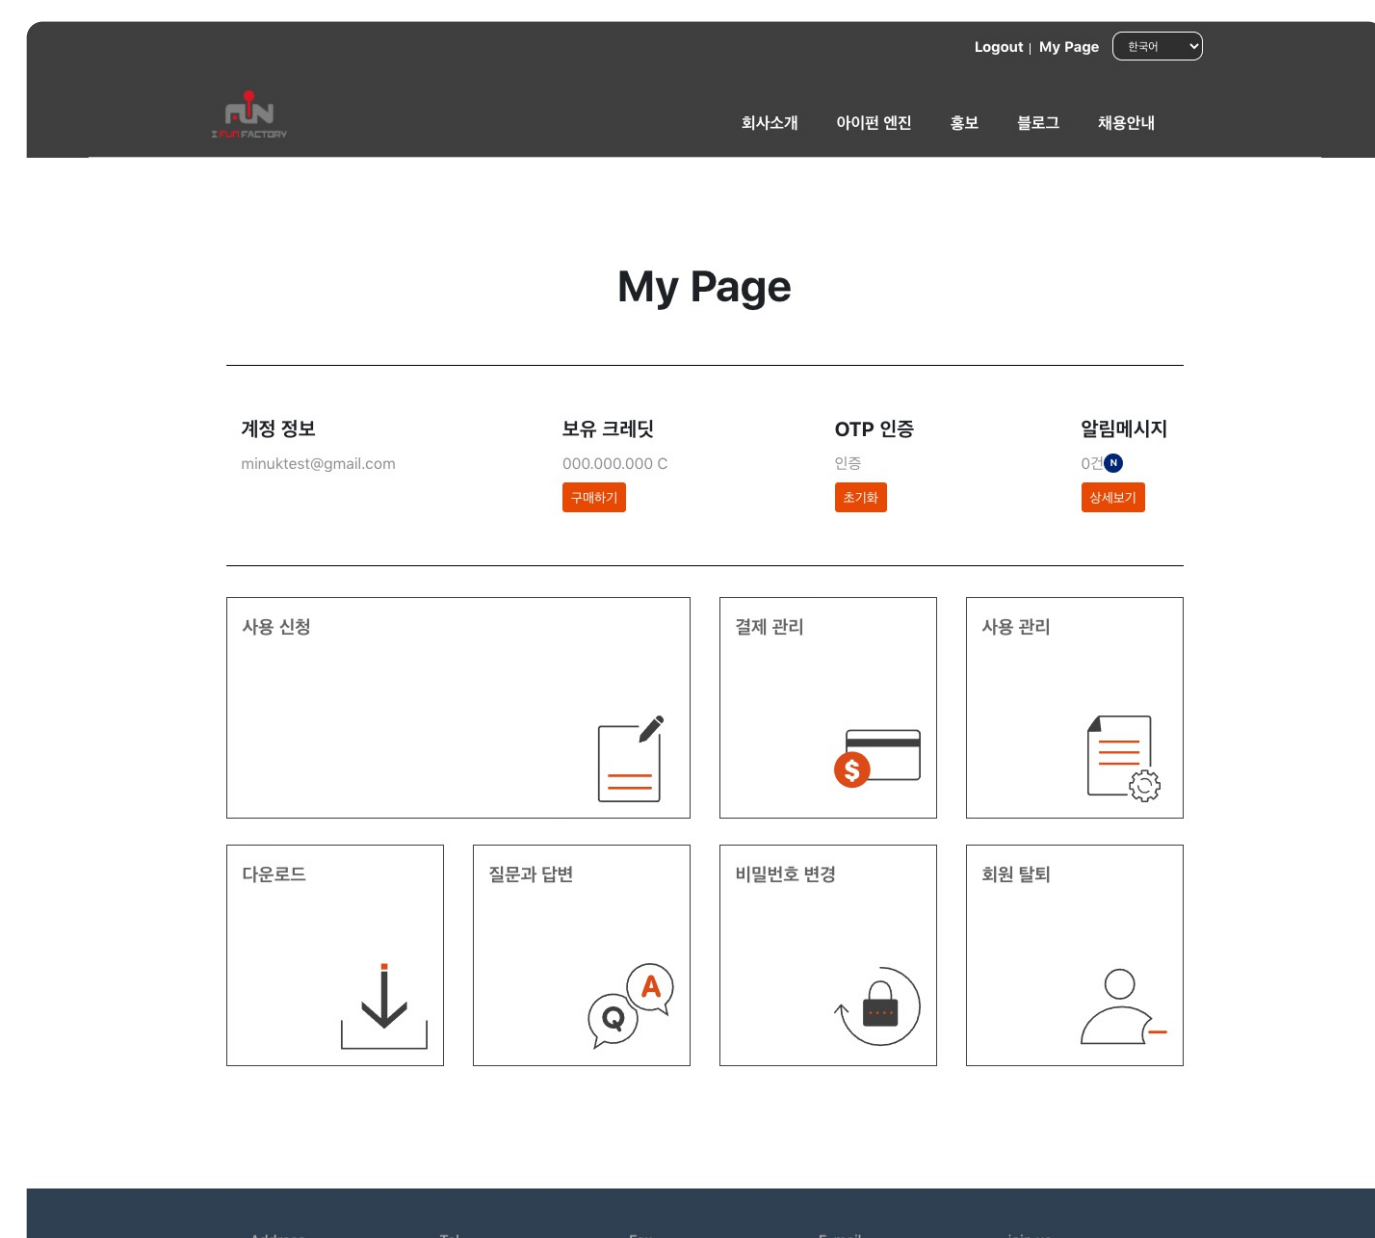 Logout | My Page 한국어
FUN
I FUN FACTORY
회사소개 아이펀 엔진 홍보 블로그 채용안내
My Page
계정 정보 보유 크레딧 OTP 인증 알림메시지
minuktest@gmail.com 000.000.000 C 인증 0건 N
구매하기 초기화 상세보기
사용 신청 결제 관리 사용 관리
$
다운로드 질문과 답변 비밀번호 변경 회원 탈퇴
Q A